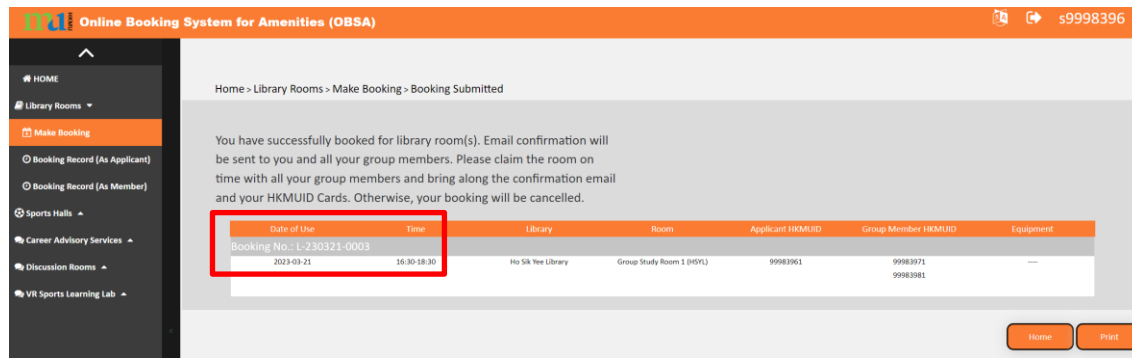 mu Online Booking System for Amenities (OBSA)
s9998396
HOME
Library Rooms
Make Booking
Booking Record (As Applicant)
Booking Record (As Member)
Sports Halls
Career Advisory Services
Discussion Rooms
VR Sports Learning Lab
Home > Library Rooms > Make Booking > Booking Submitted
You have successfully booked for library room(s). Email confirmation will
be sent to you and all your group members. Please claim the room on
time with all your group members and bring along the confirmation email
and your HKMUID Cards. Otherwise, your booking will be cancelled.
Date of Use Time Library Room Applicant HKMUID Group Member HKMUID Equipment
Booking No.: L-230321-0003
2023-03-21 16:30-18:30 Ho Sik Yee Library Group Study Room 1 (HSYL) 99983961 99983971 ---
99983981
Home Print